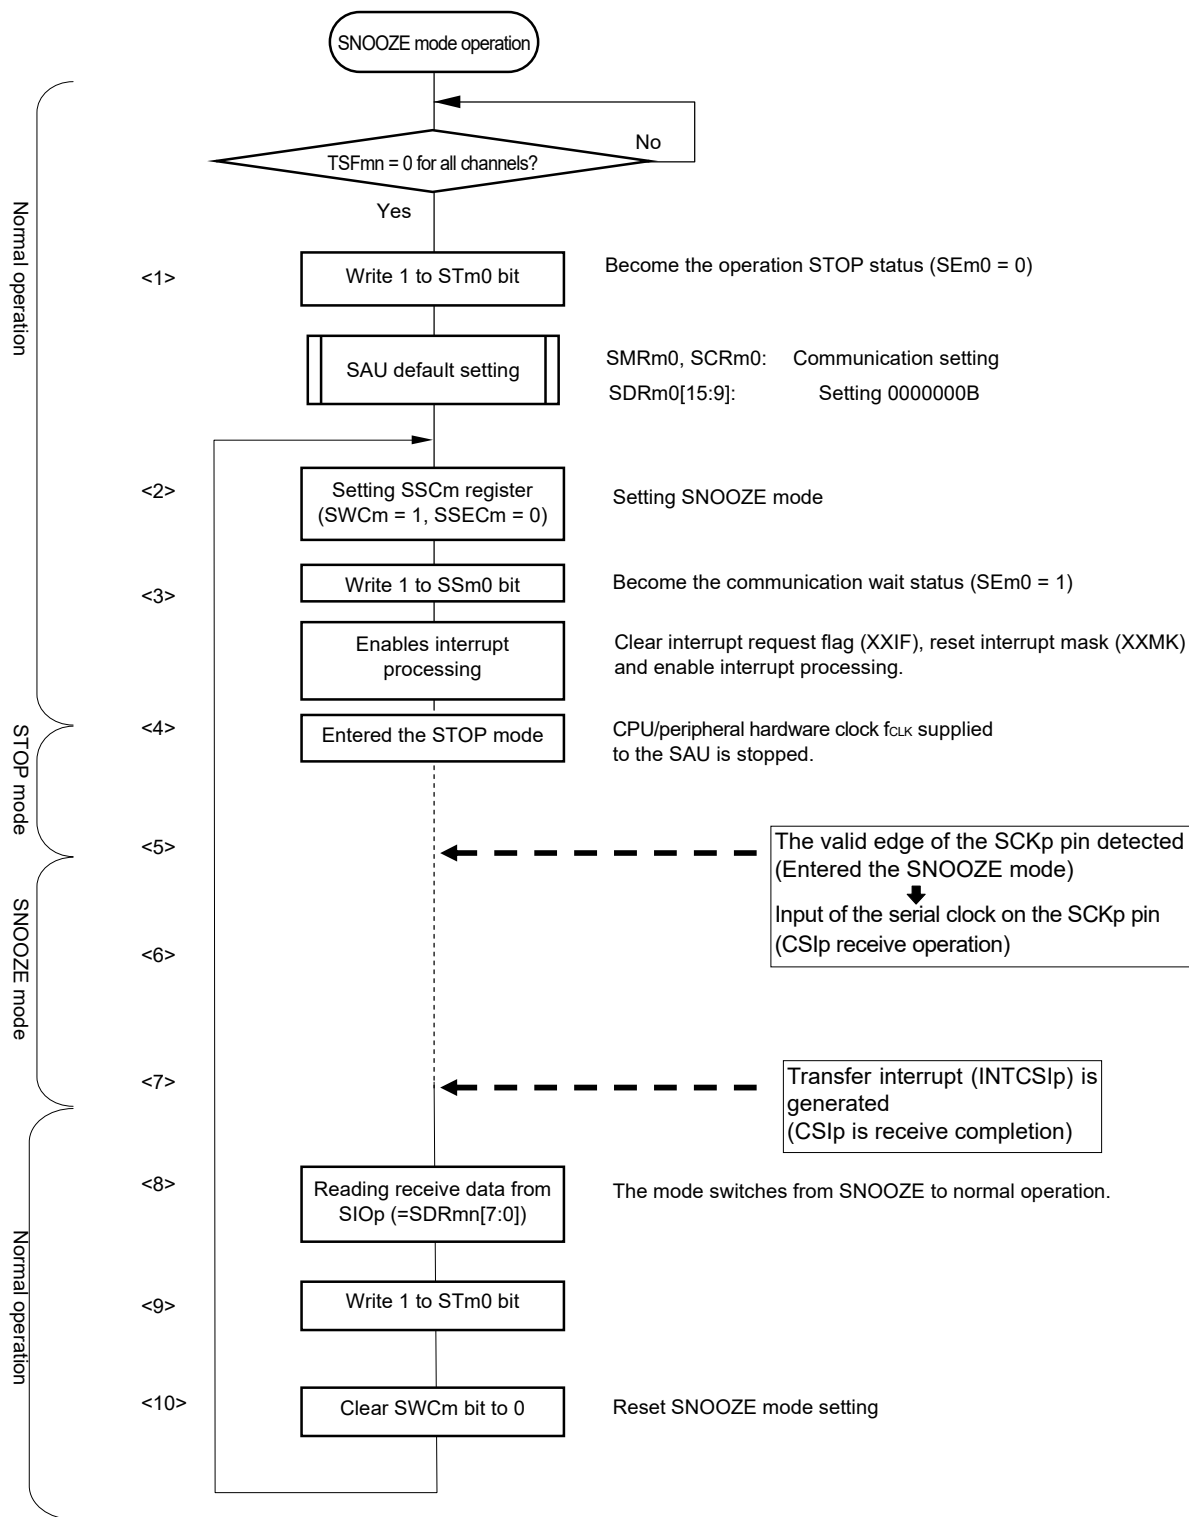 SNOOZE mode operation
No
TSFmn = 0 for all channels?
Yes
Normal operation
<1>
Write 1 to STm0 bit
Become the operation STOP status (SEm0 = 0)
SAU default setting
SMRm0, SCRm0: Communication setting
SDRm0[15:9]: Setting 0000000B
<2>
Setting SSCm register
(SWCm = 1, SSECm = 0)
Setting SNOOZE mode
<3>
Write 1 to SSm0 bit
Become the communication wait status (SEm0 = 1)
Enables interrupt
processing
Clear interrupt request flag (XXIF), reset interrupt mask (XXMK)
and enable interrupt processing.
STOP mode
<4>
Entered the STOP mode
CPU/peripheral hardware clock fCLK supplied
to the SAU is stopped.
<5>
The valid edge of the SCKp pin detected
(Entered the SNOOZE mode)
Input of the serial clock on the SCKp pin
(CSIp receive operation)
SNOOZE mode
<6>
<7>
Transfer interrupt (INTCSIp) is
generated
(CSIp is receive completion)
Normal operation
<8>
Reading receive data from
SIOp (=SDRmn[7:0])
The mode switches from SNOOZE to normal operation.
<9>
Write 1 to STm0 bit
<10>
Clear SWCm bit to 0
Reset SNOOZE mode setting